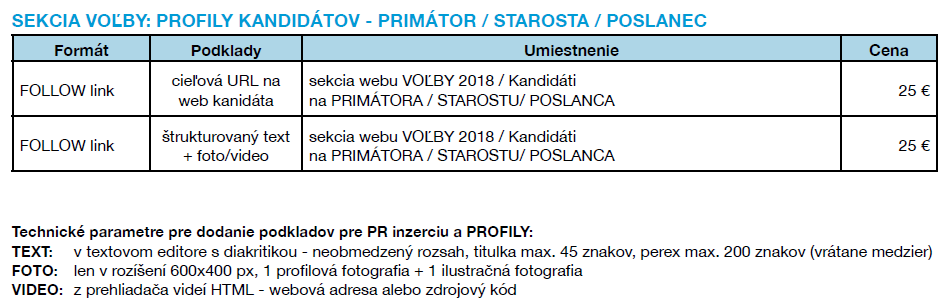 SEKCIA VOĽBY: PROFILY KANDIDÁTOV - PRIMÁTOR / STAROSTA / POSLANEC
Formát Podklady Umiestnenie Cena
FOLLOW link cieľová URL na web kanidáta sekcia webu VOĽBY 2018 / Kandidáti na PRIMÁTORA / STAROSTU/ POSLANCA 25 €
FOLLOW link štrukturovaný text + foto/video sekcia webu VOĽBY 2018 / Kandidáti na PRIMÁTORA / STAROSTU/ POSLANCA 25 €
Technické parametre pre dodanie podkladov pre PR inzerciu a PROFILY:
TEXT: v textovom editore s diakritikou - neobmedzený rozsah, titulka max. 45 znakov, perex max. 200 znakov (vrátane medzier)
FOTO: len v rozíšení 600x400 px, 1 profilová fotografia + 1 ilustračná fotografia
VIDEO: z prehliadača videí HTML - webová adresa alebo zdrojový kód